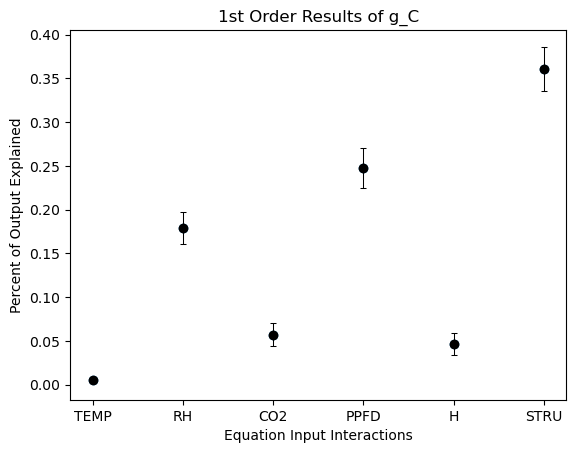 1st Order Results of g_C
Percent of Output Explained
0.40
0.35
0.30
0.25
0.20
0.15
0.10
0.05
0.00
TEMP RH CO2 PPFD H STRU
Equation Input Interactions